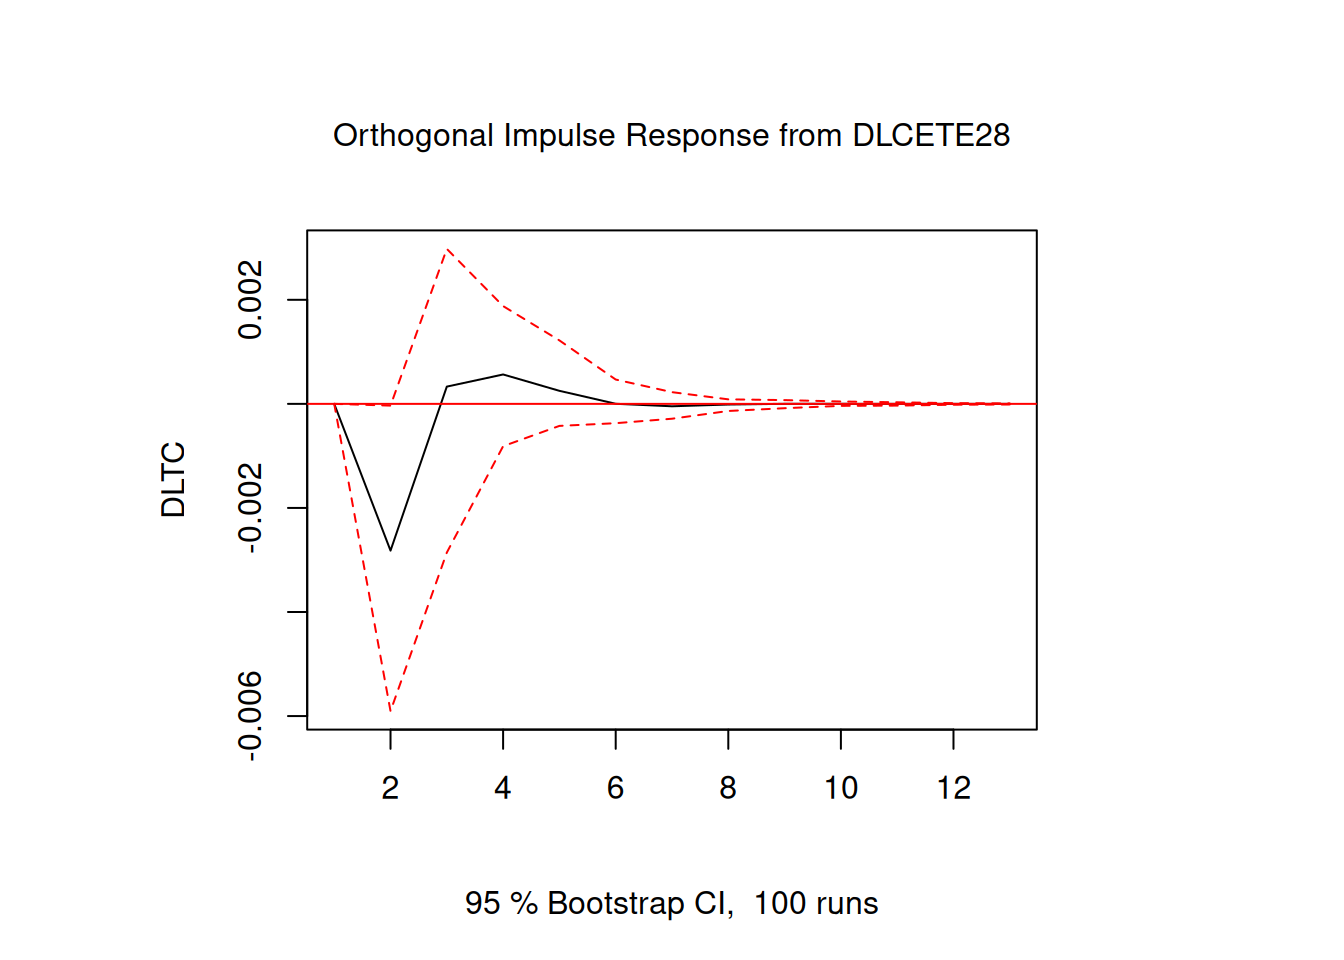 Orthogonal Impulse Response from DLCETE28
DLTC
0.002
-0.002
-0.006
2 4 6 8 10 12
95 % Bootstrap CI,  100 runs